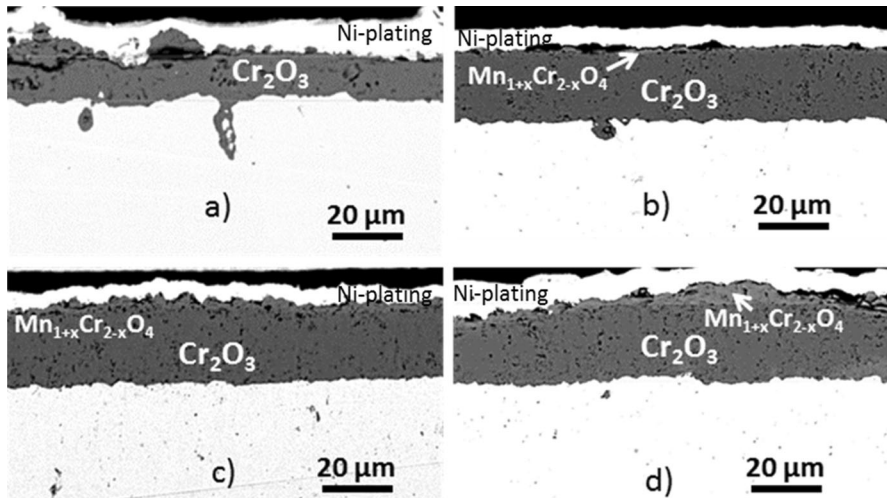 Ni-plating
Cr₂O₃
a)
20 µm
Ni-plating
Mn₁₊ₓCr₂₋ₓO₄
Cr₂O₃
b)
20 µm
Ni-plating
Mn₁₊ₓCr₂₋ₓO₄
Cr₂O₃
c)
20 µm
Ni-plating
Mn₁₊ₓCr₂₋ₓO₄
Cr₂O₃
d)
20 µm